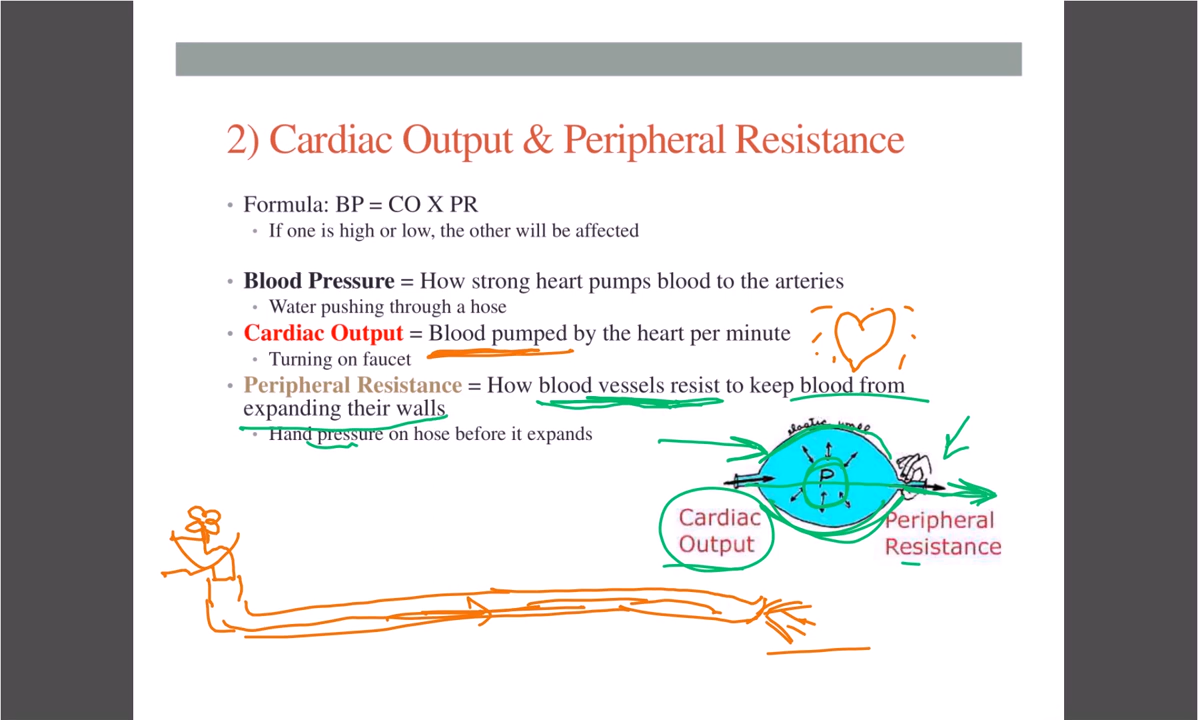 2) Cardiac Output & Peripheral Resistance
• Formula: BP = CO X PR
• If one is high or low, the other will be affected
• Blood Pressure = How strong heart pumps blood to the arteries
• Water pushing through a hose
• Cardiac Output = Blood pumped by the heart per minute
• Turning on faucet
• Peripheral Resistance = How blood vessels resist to keep blood from
expanding their walls
• Hand pressure on hose before it expands
elastic
P
Cardiac
Output
Peripheral
Resistance